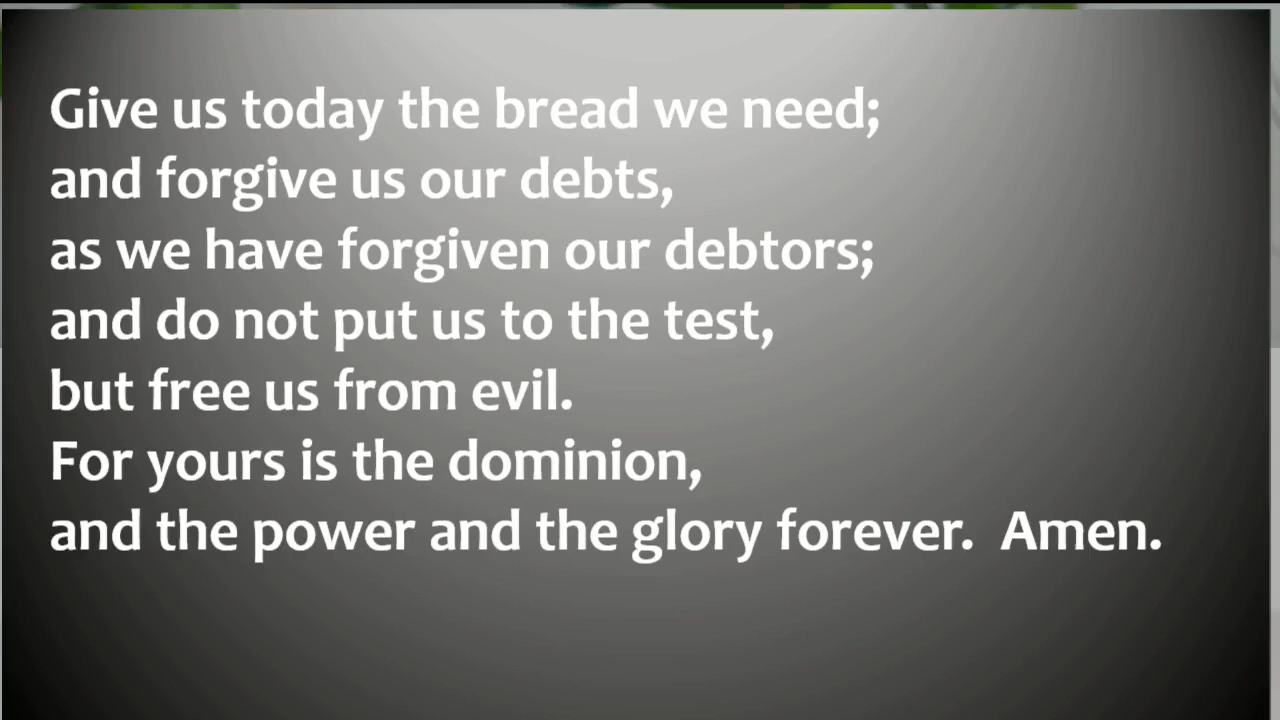 Give us today the bread we need;
and forgive us our debts,
as we have forgiven our debtors;
and do not put us to the test,
but free us from evil.
For yours is the dominion,
and the power and the glory forever.  Amen.